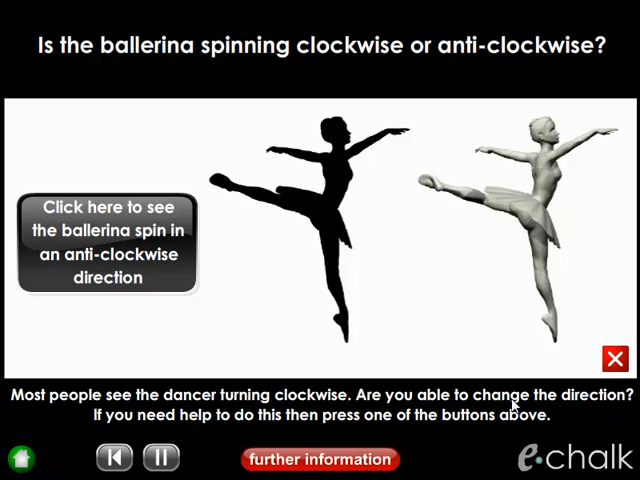 Is the ballerina spinning clockwise or anti-clockwise?
Click here to see
the ballerina spin in
an anti-clockwise
direction
Most people see the dancer turning clockwise. Are you able to change the direction?
If you need help to do this then press one of the buttons above.
further information
e-chalk